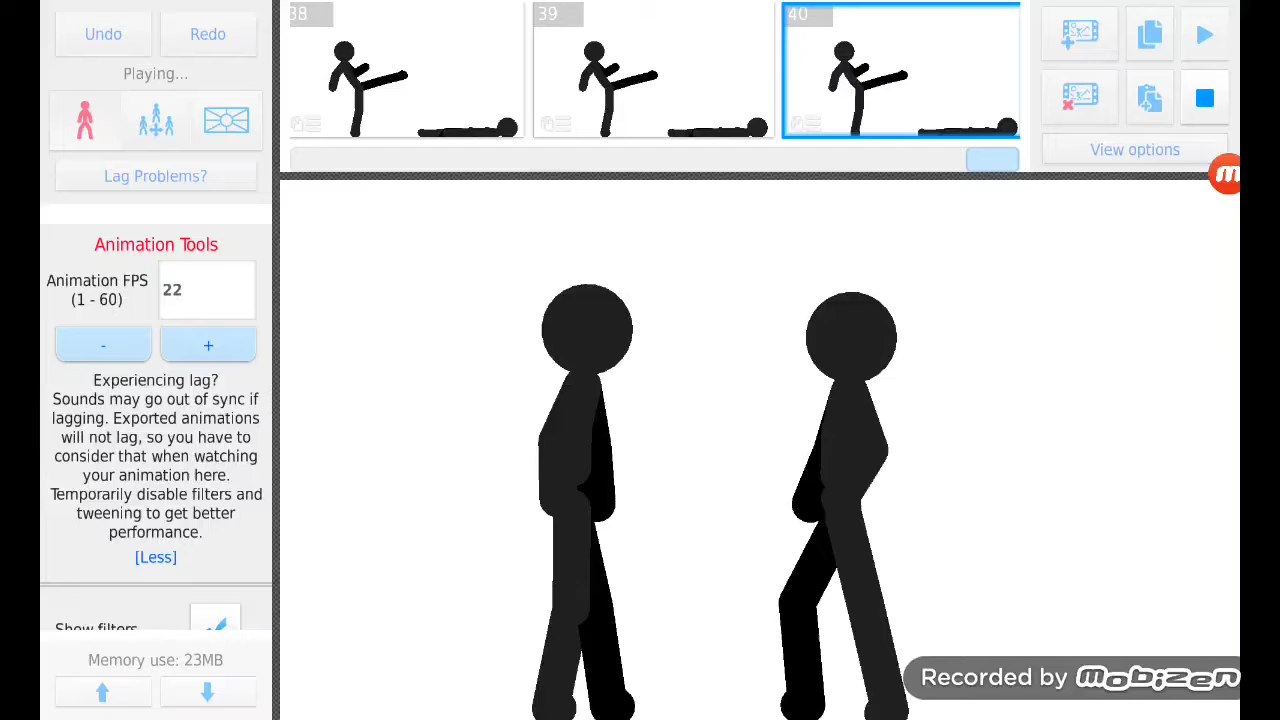 Undo
Redo
Playing...
Lag Problems?
38
39
40
View options
Animation Tools
Animation FPS
(1 - 60)
22
-
+
Experiencing lag?
Sounds may go out of sync if
lagging. Exported animations
will not lag, so you have to
consider that when watching
your animation here.
Temporarily disable filters and
tweening to get better
performance.
[Less]
Show filters
Memory use: 23MB
Recorded by mobizen